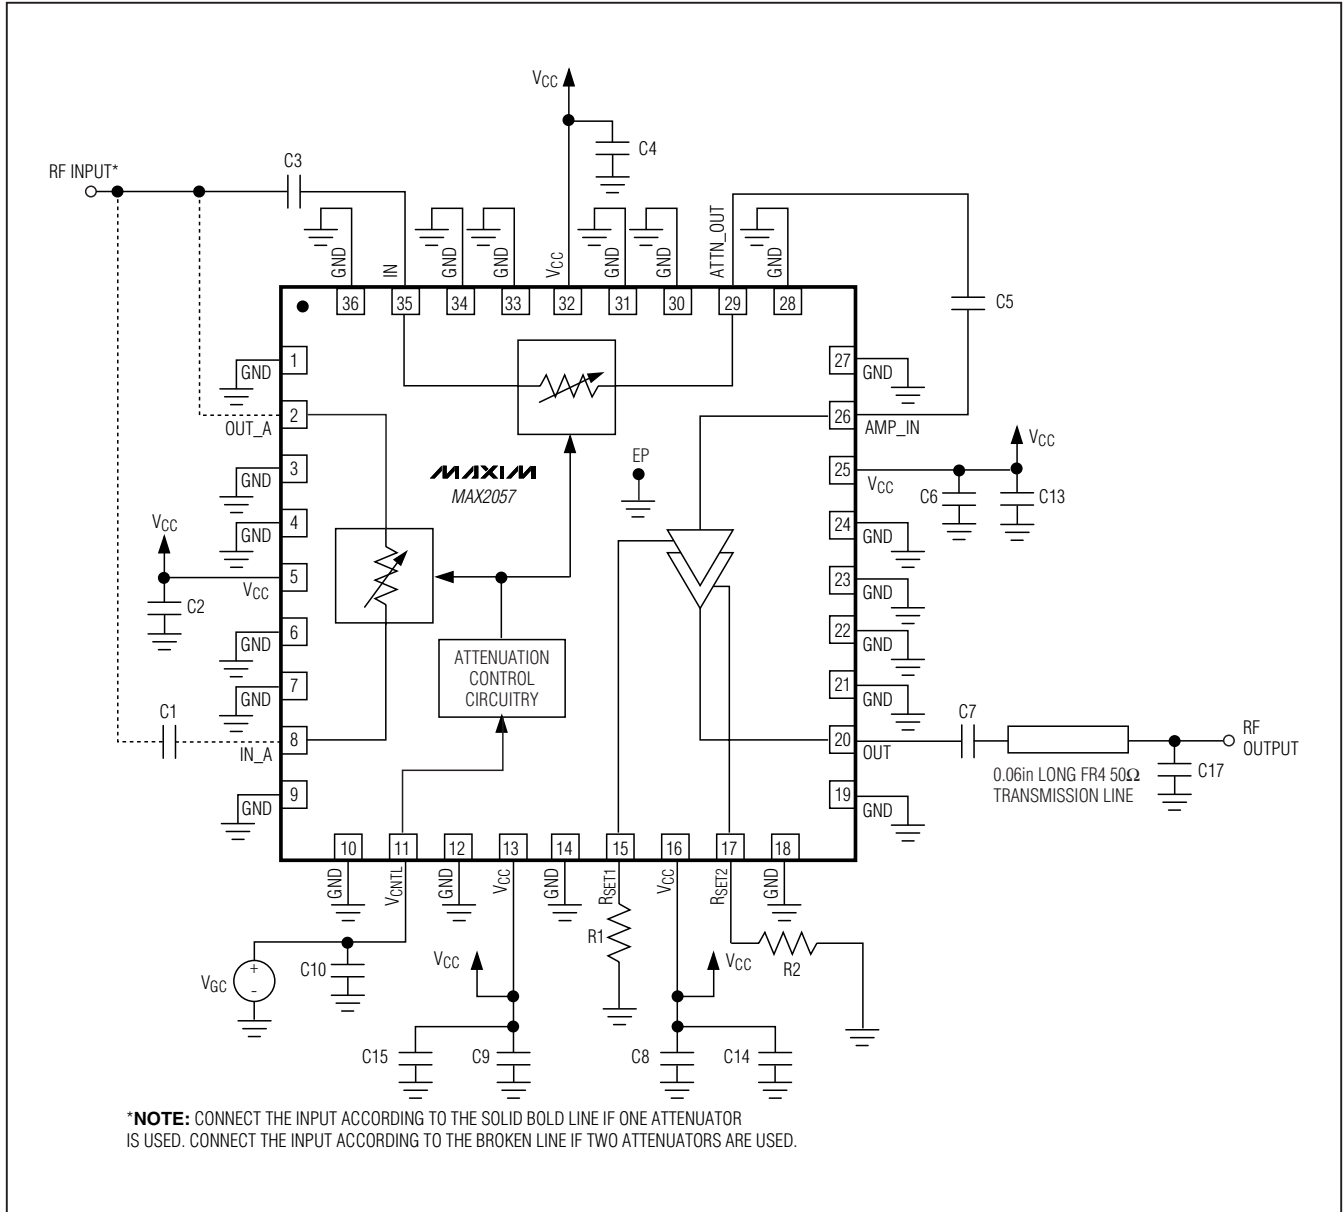 VCC
C4
RF INPUT*
C3
GND
IN
GND
GND
VCC
GND
GND
ATTN_OUT
GND
36
35
34
33
32
31
30
29
28
C5
1
GND
27
GND
2
OUT_A
26
AMP_IN
MAXIM
MAX2057
EP
3
GND
25
VCC
VCC
C6
C13
4
GND
24
GND
VCC
5
VCC
C2
23
GND
6
GND
22
GND
ATTENUATION
CONTROL
CIRCUITRY
7
GND
21
GND
C1
8
IN_A
20
OUT
C7
RF
OUTPUT
0.06in LONG FR4 50Ω
TRANSMISSION LINE
C17
9
GND
19
GND
10
11
12
13
14
15
16
17
18
GND
VCNTL
GND
VCC
GND
RSET1
VCC
RSET2
GND
VGC
+
-
C10
VCC
R1
VCC
R2
C15
C9
C8
C14
*NOTE: CONNECT THE INPUT ACCORDING TO THE SOLID BOLD LINE IF ONE ATTENUATOR
IS USED. CONNECT THE INPUT ACCORDING TO THE BROKEN LINE IF TWO ATTENUATORS ARE USED.